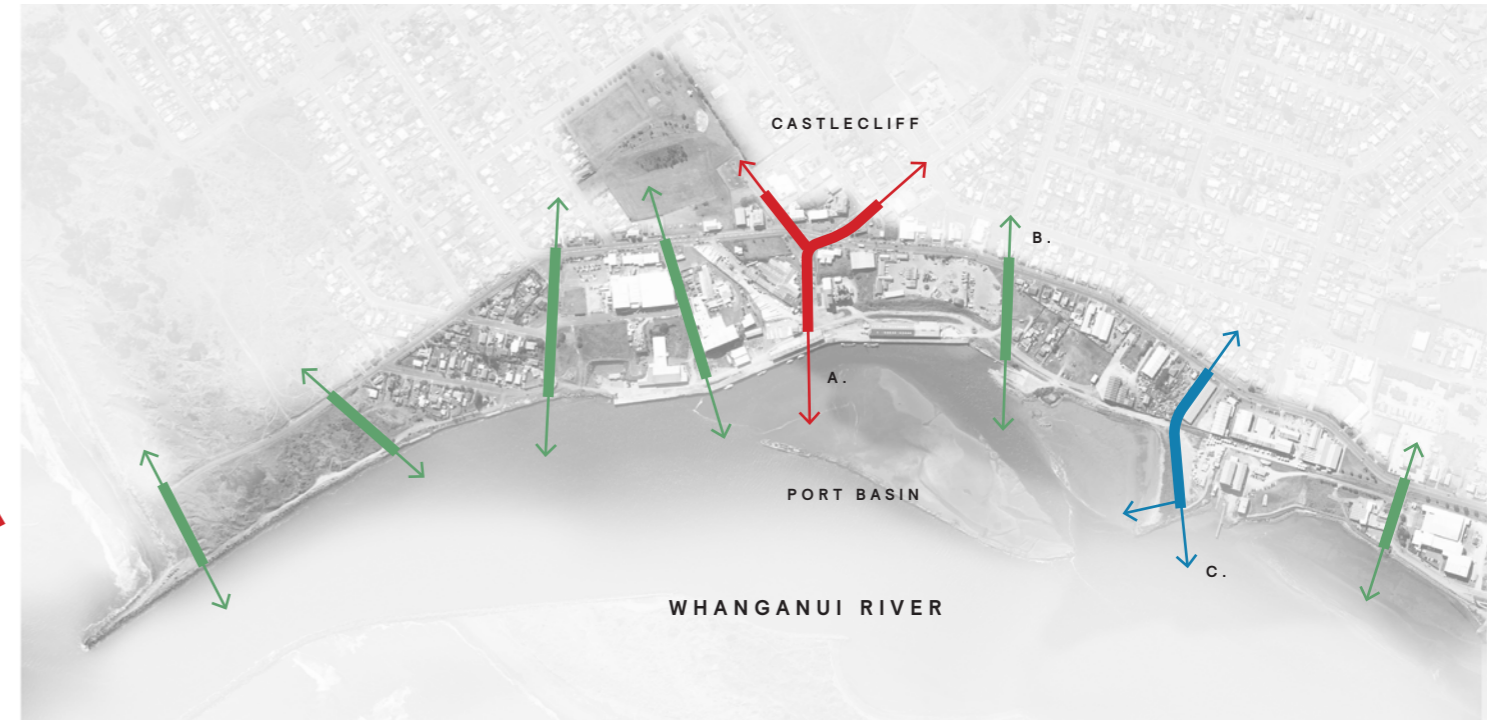 CASTLECLIFF
B.
A.
PORT BASIN
C.
WHANGANUI RIVER